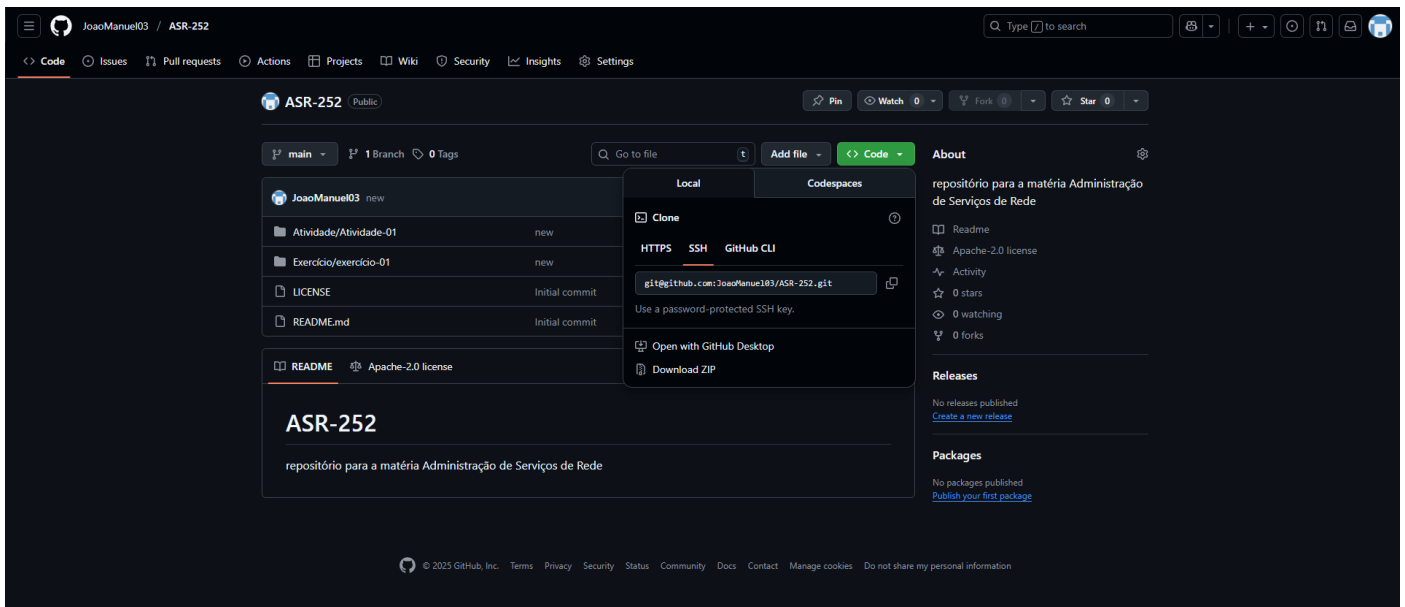 JoaoManuel03 / ASR-252
Type / to search
Code Issues Pull requests Actions Projects Wiki Security Insights Settings
ASR-252 Public
Pin Watch 0 Fork 0 Star 0
main 1 Branch 0 Tags
Go to file t Add file Code
JoaoManuel03 new
Atividade/Atividade-01 new
Exercício/exercício-01 new
LICENSE Initial commit
README.md Initial commit
Local Codespaces
Clone
HTTPS SSH GitHub CLI
git@github.com:JoaoManuel03/ASR-252.git
Use a password-protected SSH key.
Open with GitHub Desktop
Download ZIP
README Apache-2.0 license
ASR-252
repositório para a matéria Administração de Serviços de Rede
About
repositório para a matéria Administração
de Serviços de Rede
Readme
Apache-2.0 license
Activity
0 stars
0 watching
0 forks
Releases
No releases published
Create a new release
Packages
No packages published
Publish your first package
© 2025 GitHub, Inc. Terms Privacy Security Status Community Docs Contact Manage cookies Do not share my personal information